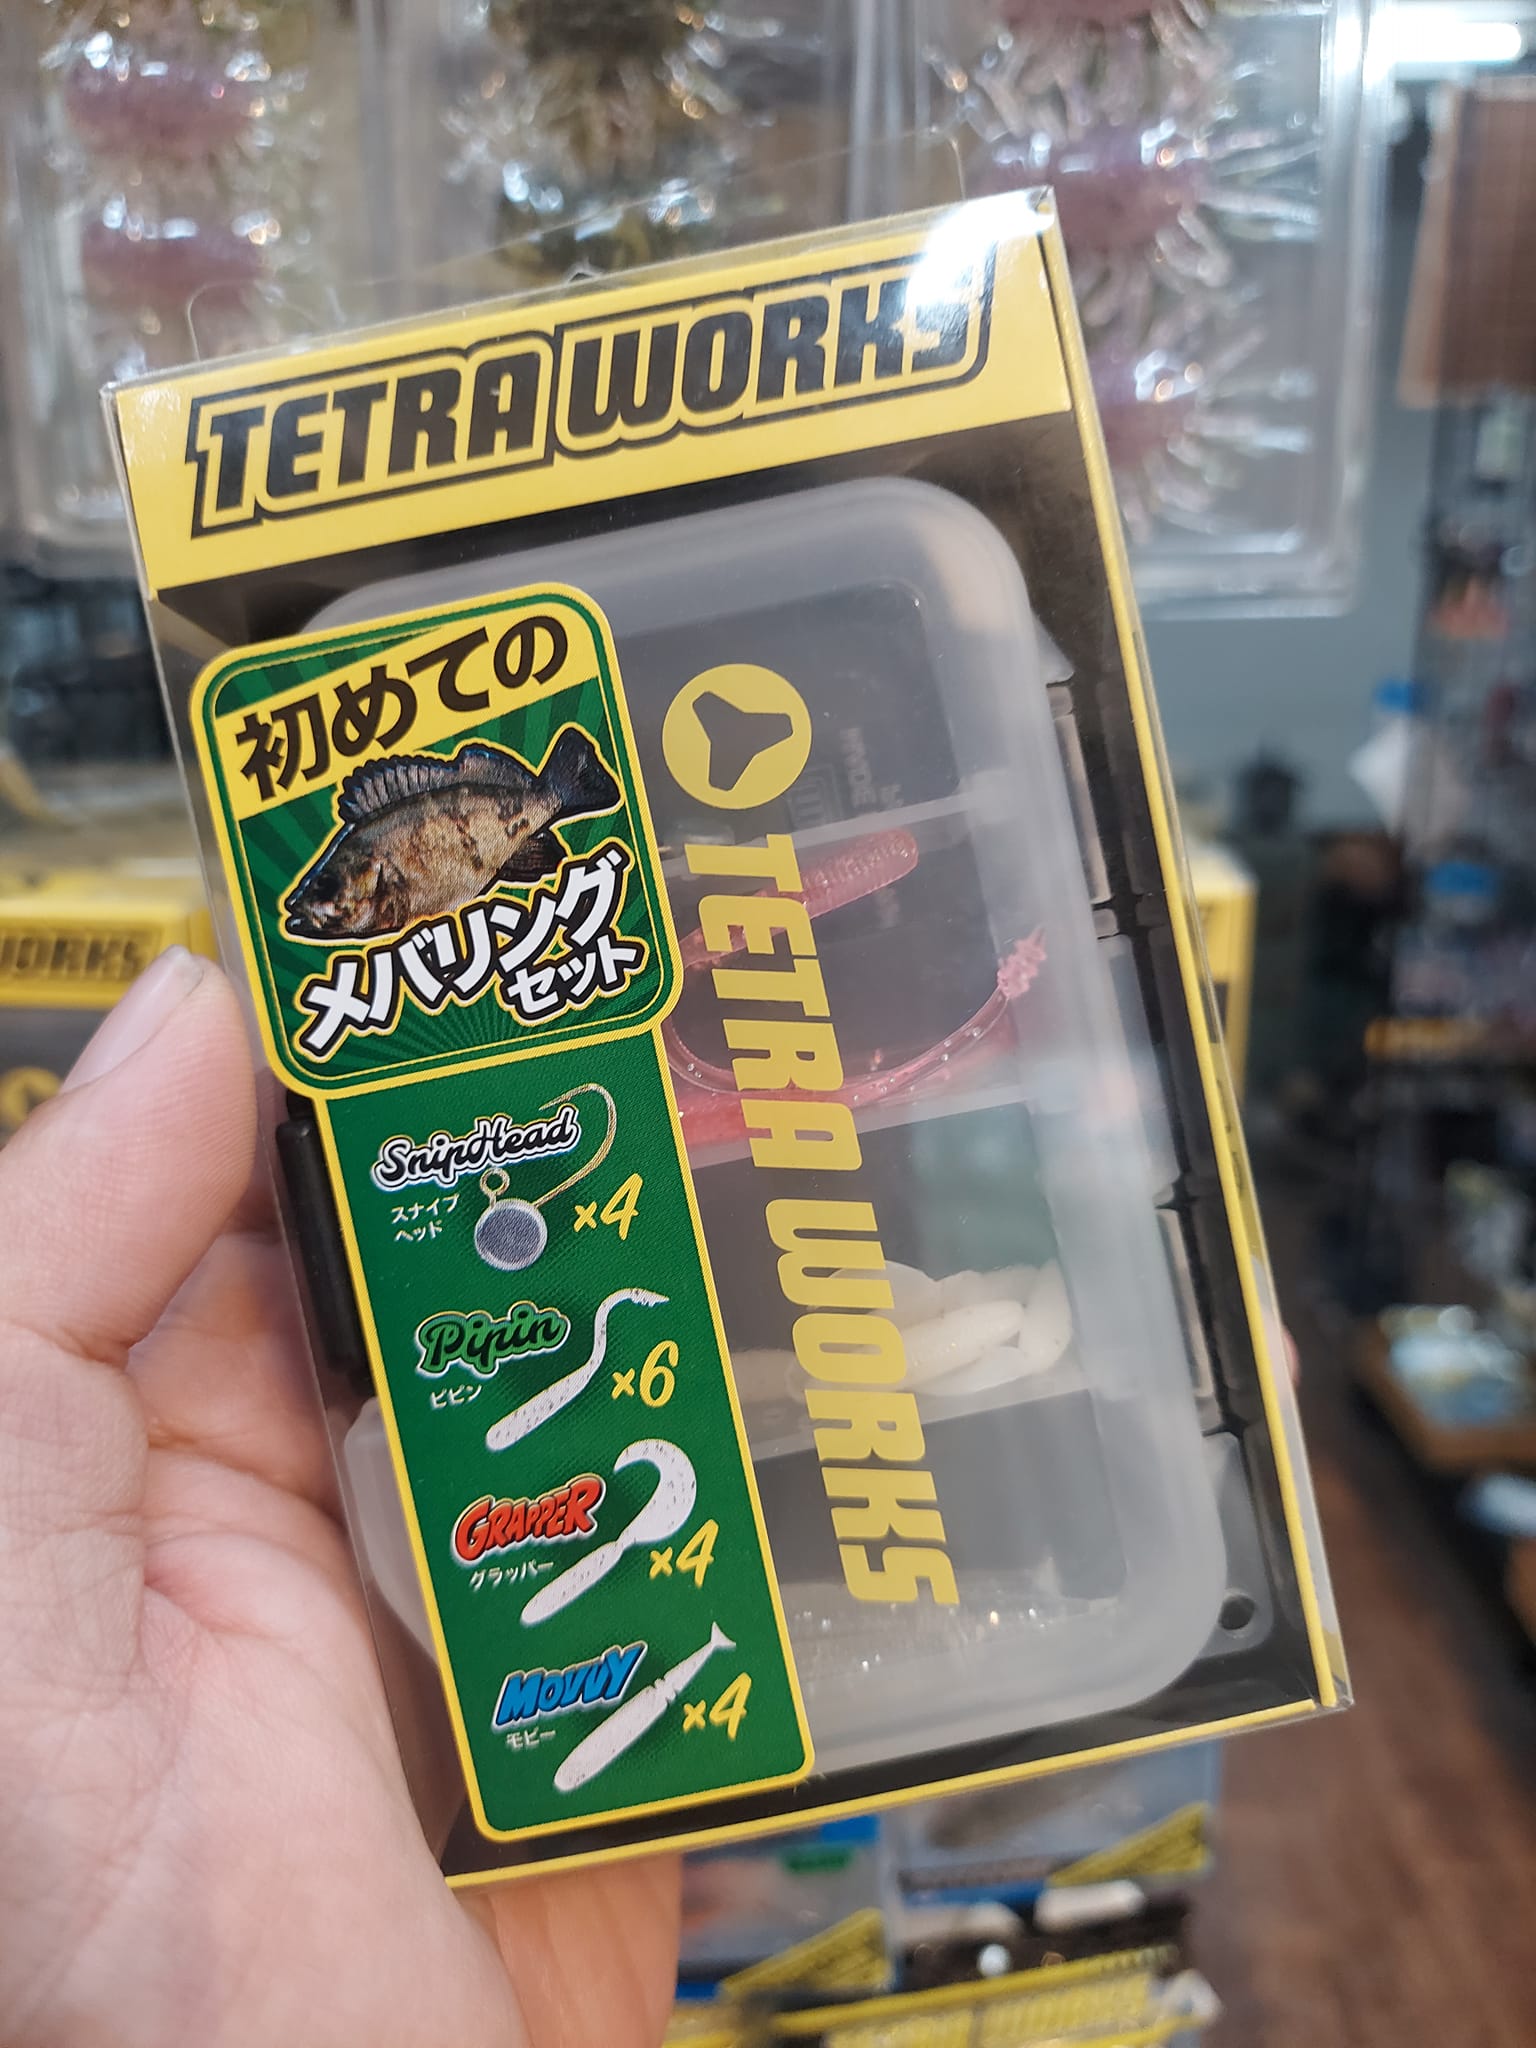 TETRA WORKS
初めての
メバリング
セット
SnipHead
スナイプ
ヘッド
×4
Pipin
ピピン
×6
GRAPPER
グラッパー
×4
MOVUY
モビー
×4
TETRA WORKS
WORKS